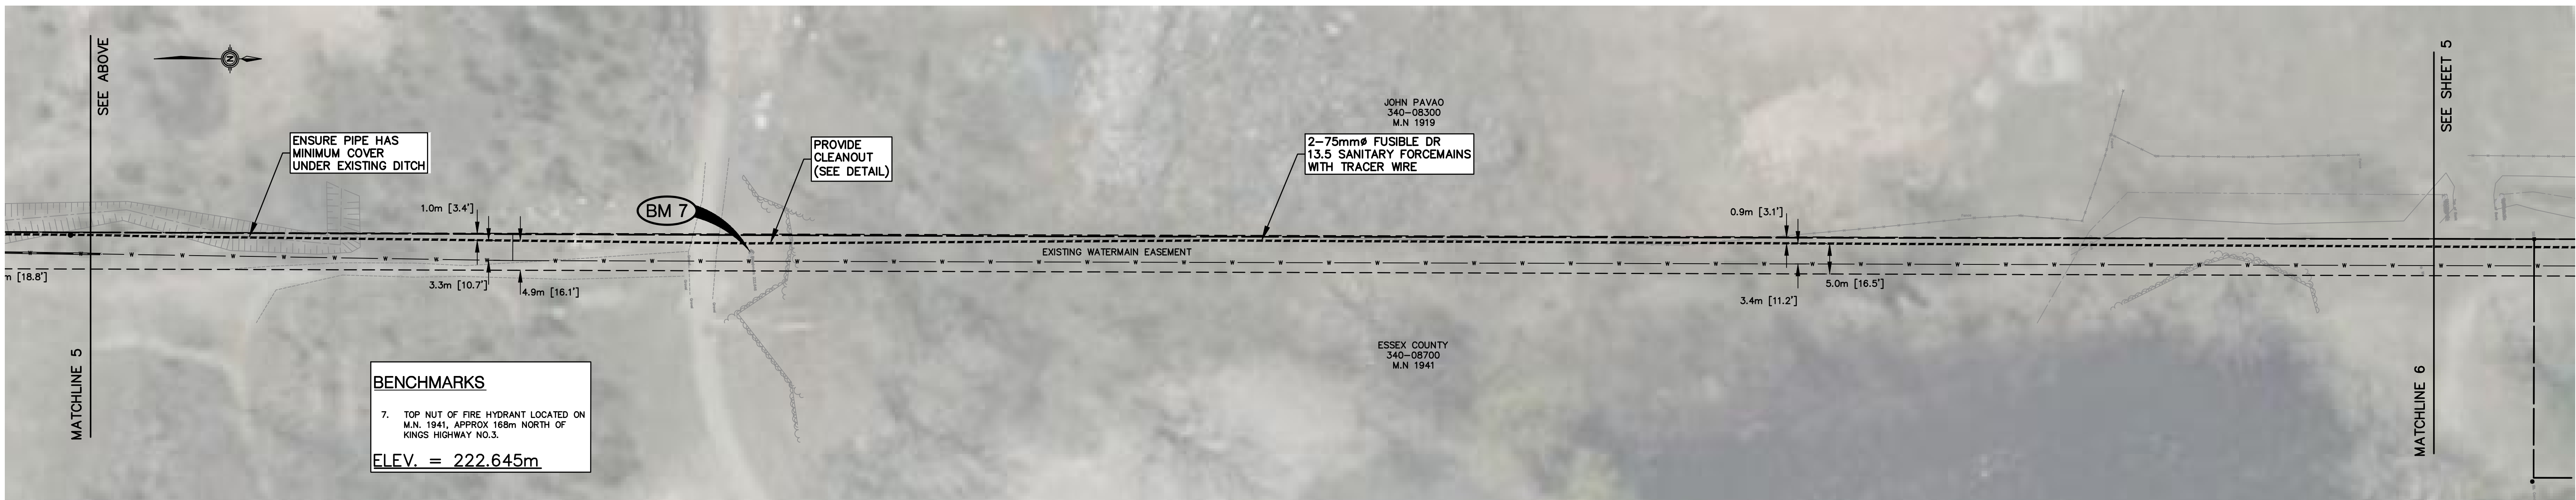 SEE ABOVE
MATCHLINE 5
N
ENSURE PIPE HAS
MINIMUM COVER
UNDER EXISTING DITCH
1.0m [3.4']
3.3m [10.7']
4.9m [16.1']
m [18.8']
BM 7
PROVIDE
CLEANOUT
(SEE DETAIL)
EXISTING WATERMAIN EASEMENT
JOHN PAVAO
340-08300
M.N 1919
2-75mmø FUSIBLE DR
13.5 SANITARY FORCEMAINS
WITH TRACER WIRE
0.9m [3.1']
3.4m [11.2']
5.0m [16.5']
ESSEX COUNTY
340-08700
M.N 1941
BENCHMARKS
7. TOP NUT OF FIRE HYDRANT LOCATED ON
M.N. 1941, APPROX 168m NORTH OF
KINGS HIGHWAY NO.3.
ELEV. = 222.645m
SEE SHEET 5
MATCHLINE 6